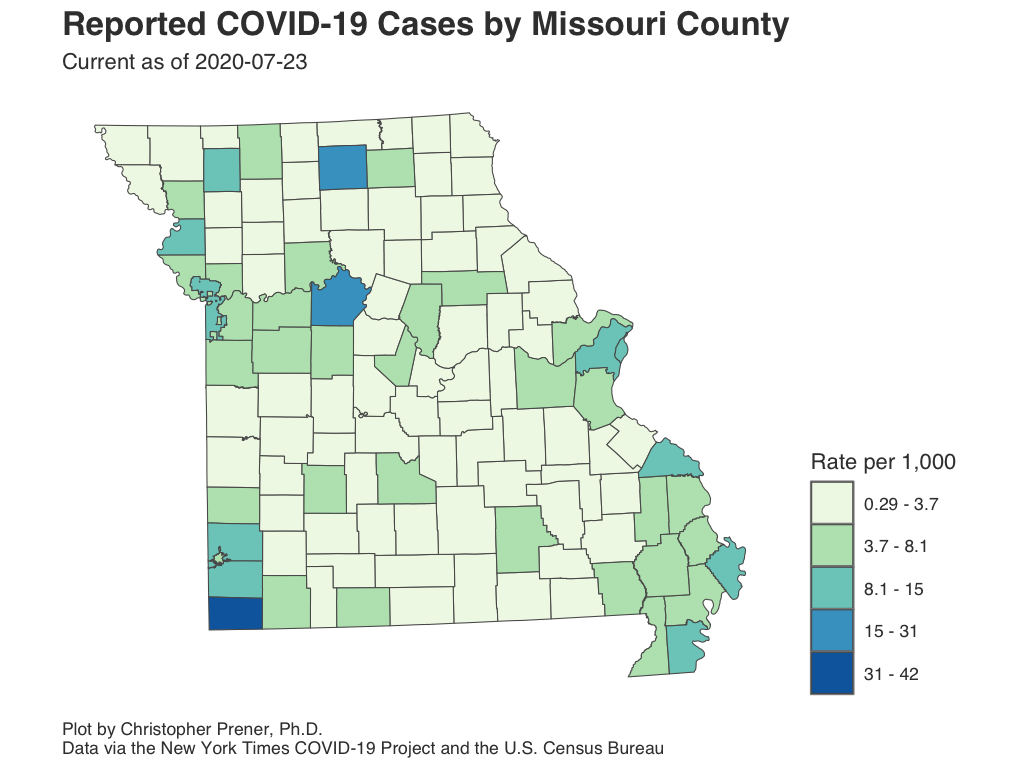 Reported COVID-19 Cases by Missouri County
Current as of 2020-07-23
Rate per 1,000
0.29 - 3.7
3.7 - 8.1
8.1 - 15
15 - 31
31 - 42
Plot by Christopher Prener, Ph.D.
Data via the New York Times COVID-19 Project and the U.S. Census Bureau